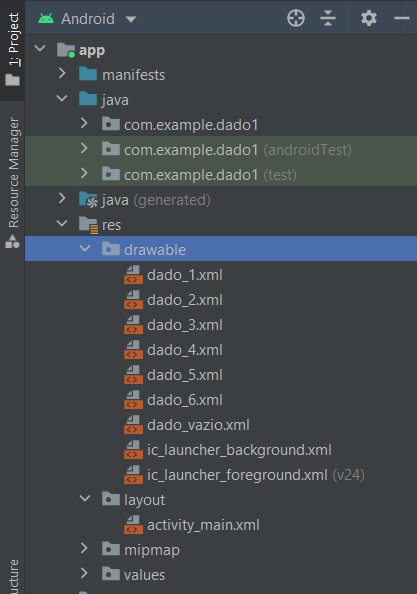 Android
1: Project
Resource Manager
ucture
app
manifests
java
com.example.dado1
com.example.dado1 (androidTest)
com.example.dado1 (test)
java (generated)
res
drawable
dado_1.xml
dado_2.xml
dado_3.xml
dado_4.xml
dado_5.xml
dado_6.xml
dado_vazio.xml
ic_launcher_background.xml
ic_launcher_foreground.xml (v24)
layout
activity_main.xml
mipmap
values